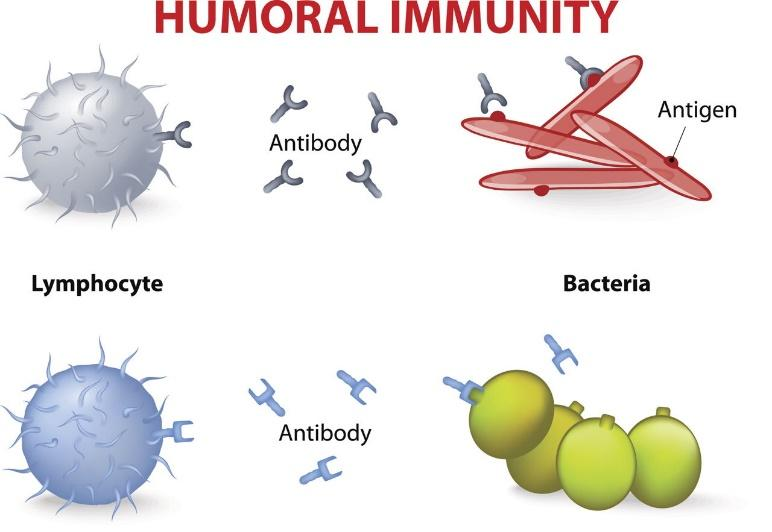 HUMORAL IMMUNITY
Antibody
Antigen
Lymphocyte
Bacteria
Antibody